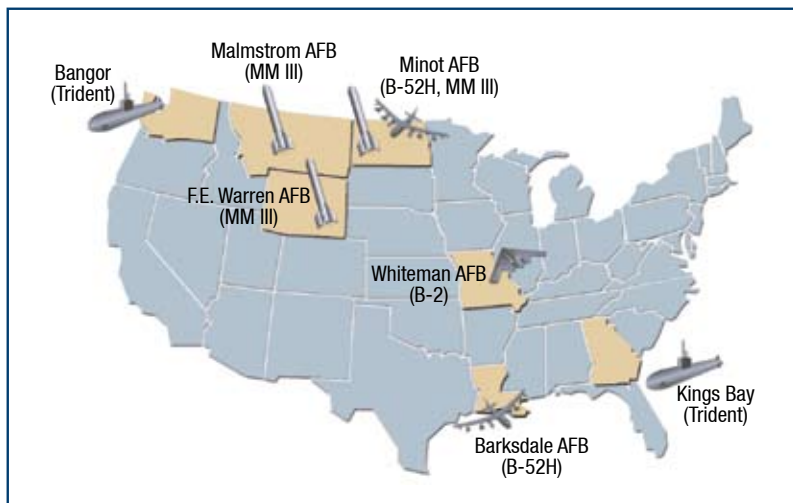 Malmstrom AFB
(MM III)
Minot AFB
(B-52H, MM III)
Bangor
(Trident)
F.E. Warren AFB
(MM III)
Whiteman AFB
(B-2)
Kings Bay
(Trident)
Barksdale AFB
(B-52H)